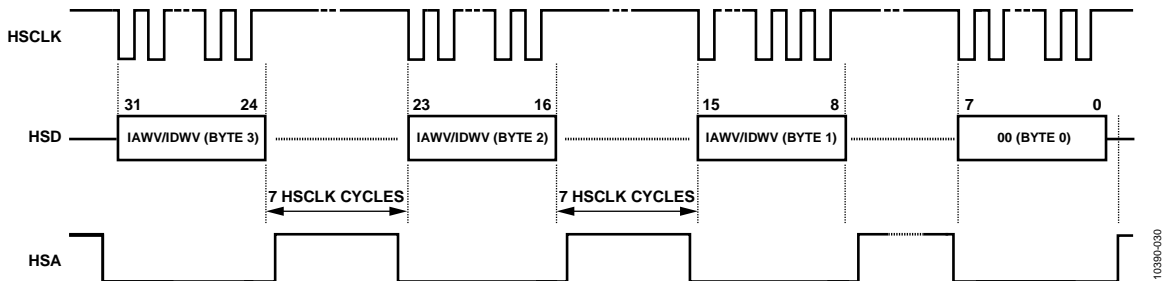 HSCLK
31 24 23 16 15 8 7 0
HSD IAWV/IDWV (BYTE 3) IAWV/IDWV (BYTE 2) IAWV/IDWV (BYTE 1) 00 (BYTE 0)
7 HSCLK CYCLES 7 HSCLK CYCLES
HSA
10390-030